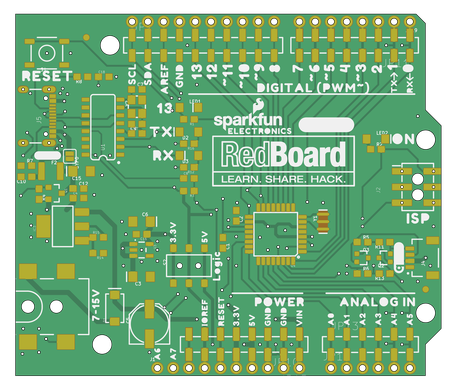 RESET
SCL
SDA
AREF
GND
13
12
~11
~10
~9
8
7
~6
~5
4
~3
2
TX→1
RX←0
DIGITAL (PWM~)
13
TX
RX
sparkfun
ELECTRONICS
RedBoard
LEARN. SHARE. HACK.
ON
ISP
3.3V
5V
Logic
7-15V
A6
A7
IOREF
RESET
3.3V
5V
GND
GND
VIN
POWER
ANALOG IN
A0
A1
A2
A3
A4
A5